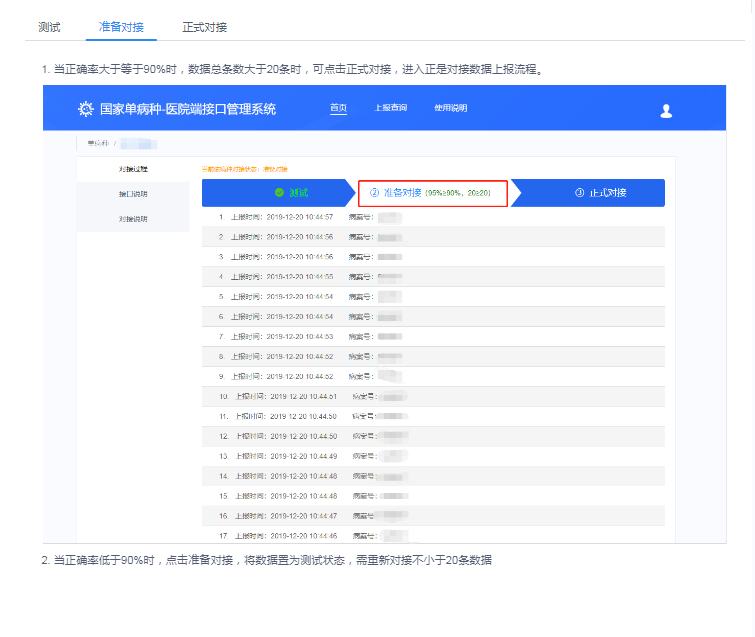 测试 准备对接 正式对接
1. 当正确率大于等于90%时，数据总条数大于20条时，可点击正式对接，进入正是对接数据上报流程。
国家单病种-医院端接口管理系统 首页 上报查询 使用说明
单病种 /
对接过程
接口说明
对接说明
当前该病种对接状态：准备对接
测试 ② 准备对接 (95%≥90%，20≥20) ③ 正式对接
1. 上报时间：2019-12-20 10:44:57 病案号：
2. 上报时间：2019-12-20 10:44:56 病案号：
3. 上报时间：2019-12-20 10:44:56 病案号：
4. 上报时间：2019-12-20 10:44:55 病案号：
5. 上报时间：2019-12-20 10:44:54 病案号：
6. 上报时间：2019-12-20 10:44:54 病案号：
7. 上报时间：2019-12-20 10:44:53 病案号：
8. 上报时间：2019-12-20 10:44:52 病案号：
9. 上报时间：2019-12-20 10:44:52 病案号：
10. 上报时间：2019-12-20 10:44:51 病案号：
11. 上报时间：2019-12-20 10:44:50 病案号：
12. 上报时间：2019-12-20 10:44:50 病案号：
13. 上报时间：2019-12-20 10:44:49 病案号：
14. 上报时间：2019-12-20 10:44:48 病案号：
15. 上报时间：2019-12-20 10:44:48 病案号：
16. 上报时间：2019-12-20 10:44:47 病案号：
17. 上报时间：2019-12-20 10:44:46 病案号：
2. 当正确率低于90%时，点击准备对接，将数据置为测试状态，需重新对接不小于20条数据